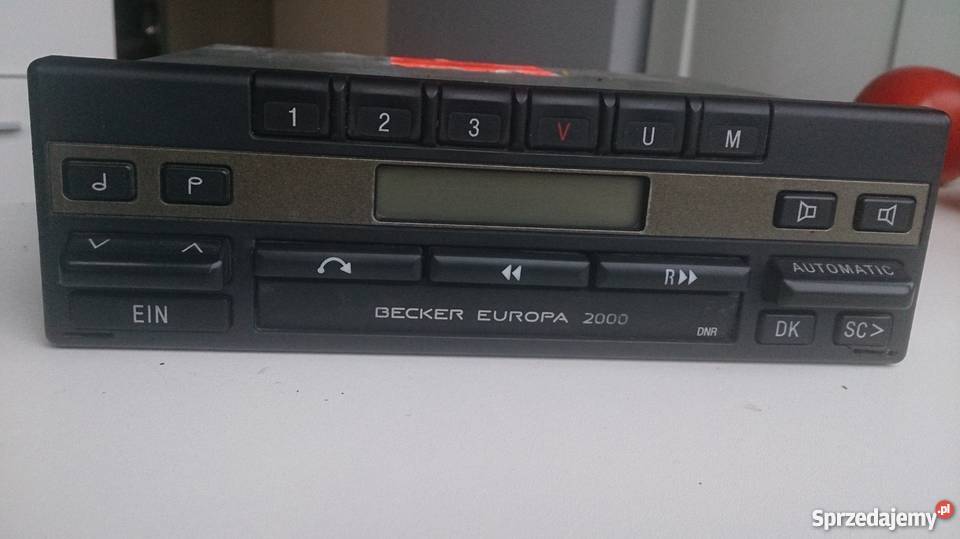 1 2 3 V U M
AUTOMATIC
R
EIN
BECKER EUROPA 2000
DNR
DK SC>
Sprzedajemy.pl